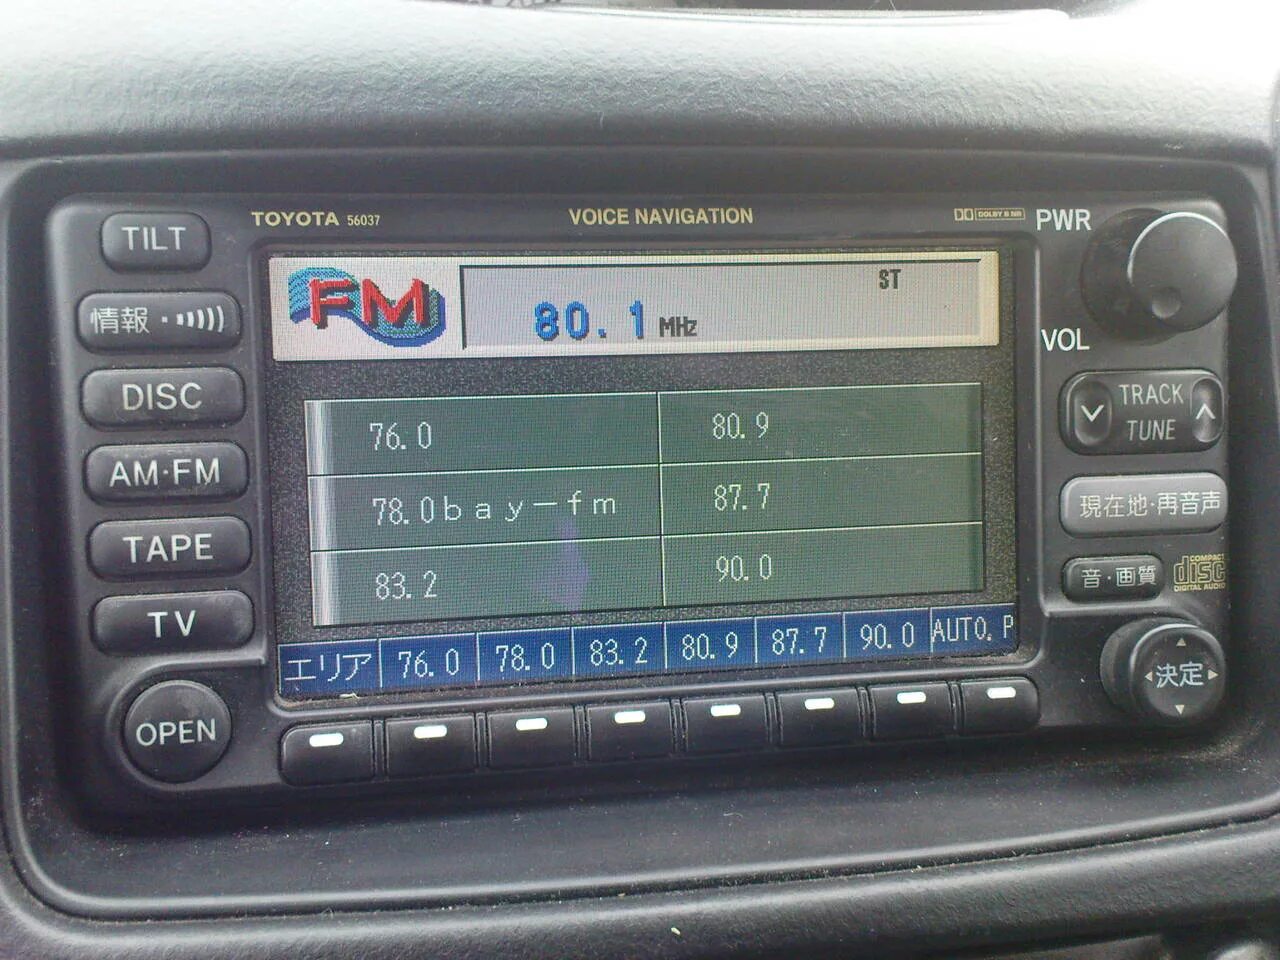 TOYOTA 56037
VOICE NAVIGATION
DOLBY B NR
PWR
TILT
情報
DISC
AM·FM
TAPE
TV
OPEN
FM
ST
80.1 MHz
76.0
80.9
78.0bay-fm
87.7
83.2
90.0
エリア 76.0 78.0 83.2 80.9 87.7 90.0 AUTO.P
VOL
TRACK
TUNE
現在地·再音声
音·画質
COMPACT
disc
DIGITAL AUDIO
決定